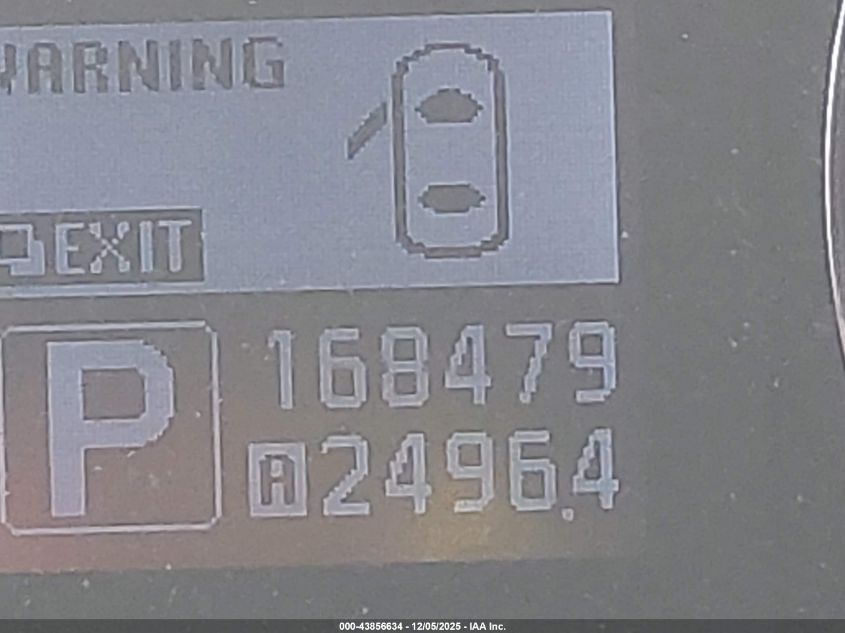 WARNING
EXIT
P
168479
A 2496.4
000-43856634 - 12/05/2025 - IAA Inc.